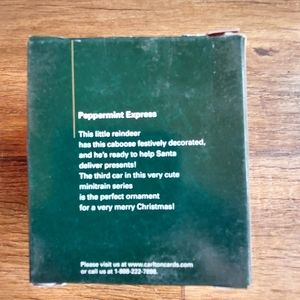 Peppermint Express
This little reindeer
has this caboose festively decorated,
and he's ready to help Santa
deliver presents!
The third car in this very cute
minitrain series
is the perfect ornament
for a very merry Christmas!
Please visit us at www.carltoncards.com
or call us at 1-888-222-7898.